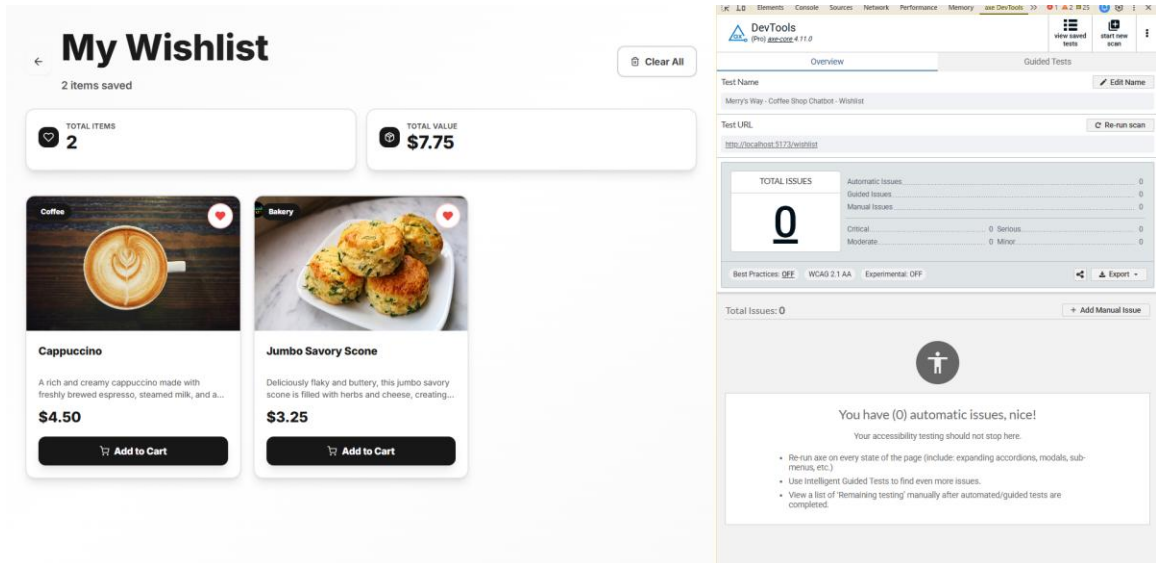 My Wishlist
2 items saved
Clear All
TOTAL ITEMS
2
TOTAL VALUE
$7.75
Coffee
Bakery
Cappuccino
A rich and creamy cappuccino made with
freshly brewed espresso, steamed milk, and a...
$4.50
Add to Cart
Jumbo Savory Scone
Deliciously flaky and buttery, this jumbo savory
scone is filled with herbs and cheese, creating...
$3.25
Add to Cart
Elements Console Sources Network Performance Memory axe DevTools >> 1 2 25
axe DevTools
(Pro) axe-core 4.11.0
view saved
tests
start new
scan
Overview
Guided Tests
Test Name
Edit Name
Merry's Way - Coffee Shop Chatbot - Wishlist
Test URL
Re-run scan
http://localhost:5173/wishlist
TOTAL ISSUES
0
Automatic Issues 0
Guided Issues 0
Manual Issues 0
Critical 0 Serious 0
Moderate 0 Minor 0
Best Practices: OFF WCAG 2.1 AA Experimental: OFF
Export
Total Issues: 0
+ Add Manual Issue
You have (0) automatic issues, nice!
Your accessibility testing should not stop here.
• Re-run axe on every state of the page (include: expanding accordions, modals, sub-
menus, etc.)
• Use Intelligent Guided Tests to find even more issues.
• View a list of 'Remaining testing' manually after automated/guided tests are
completed.